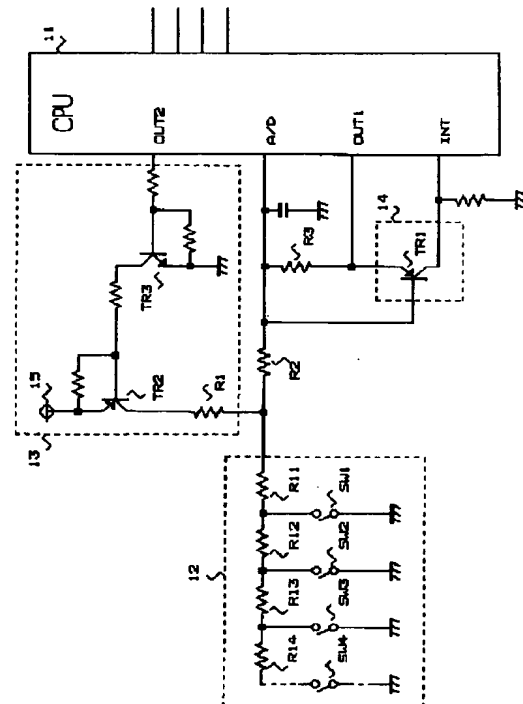 11
CPU
OUT2
A/D
OUT1
INT
14
TR1
R3
TR3
15
TR2
R1
R2
13
12
R11
SW1
R12
SW2
R13
SW3
R14
SW4